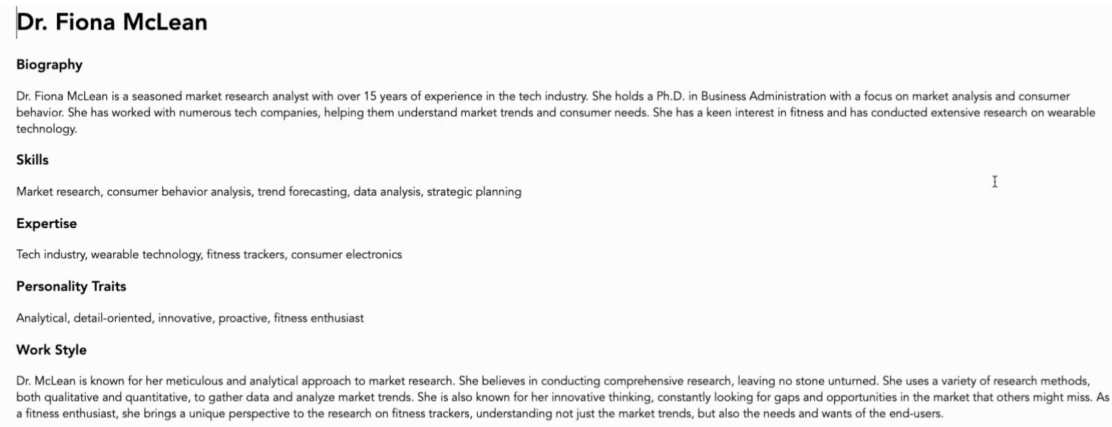 Dr. Fiona McLean
Biography
Dr. Fiona McLean is a seasoned market research analyst with over 15 years of experience in the tech industry. She holds a Ph.D. in Business Administration with a focus on market analysis and consumer
behavior. She has worked with numerous tech companies, helping them understand market trends and consumer needs. She has a keen interest in fitness and has conducted extensive research on wearable
technology.
Skills
Market research, consumer behavior analysis, trend forecasting, data analysis, strategic planning
Expertise
Tech industry, wearable technology, fitness trackers, consumer electronics
Personality Traits
Analytical, detail-oriented, innovative, proactive, fitness enthusiast
Work Style
Dr. McLean is known for her meticulous and analytical approach to market research. She believes in conducting comprehensive research, leaving no stone unturned. She uses a variety of research methods,
both qualitative and quantitative, to gather data and analyze market trends. She is also known for her innovative thinking, constantly looking for gaps and opportunities in the market that others might miss. As
a fitness enthusiast, she brings a unique perspective to the research on fitness trackers, understanding not just the market trends, but also the needs and wants of the end-users.